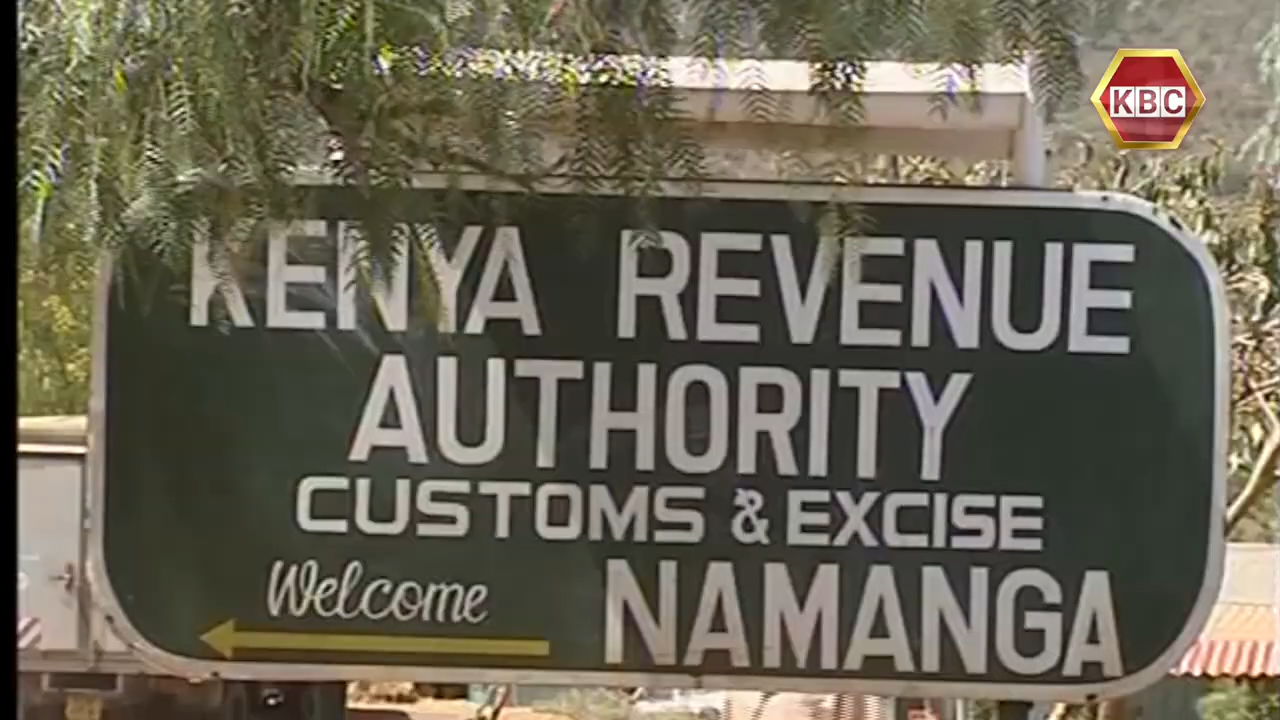 KBC
KENYA REVENUE
AUTHORITY
CUSTOMS & EXCISE
Welcome NAMANGA